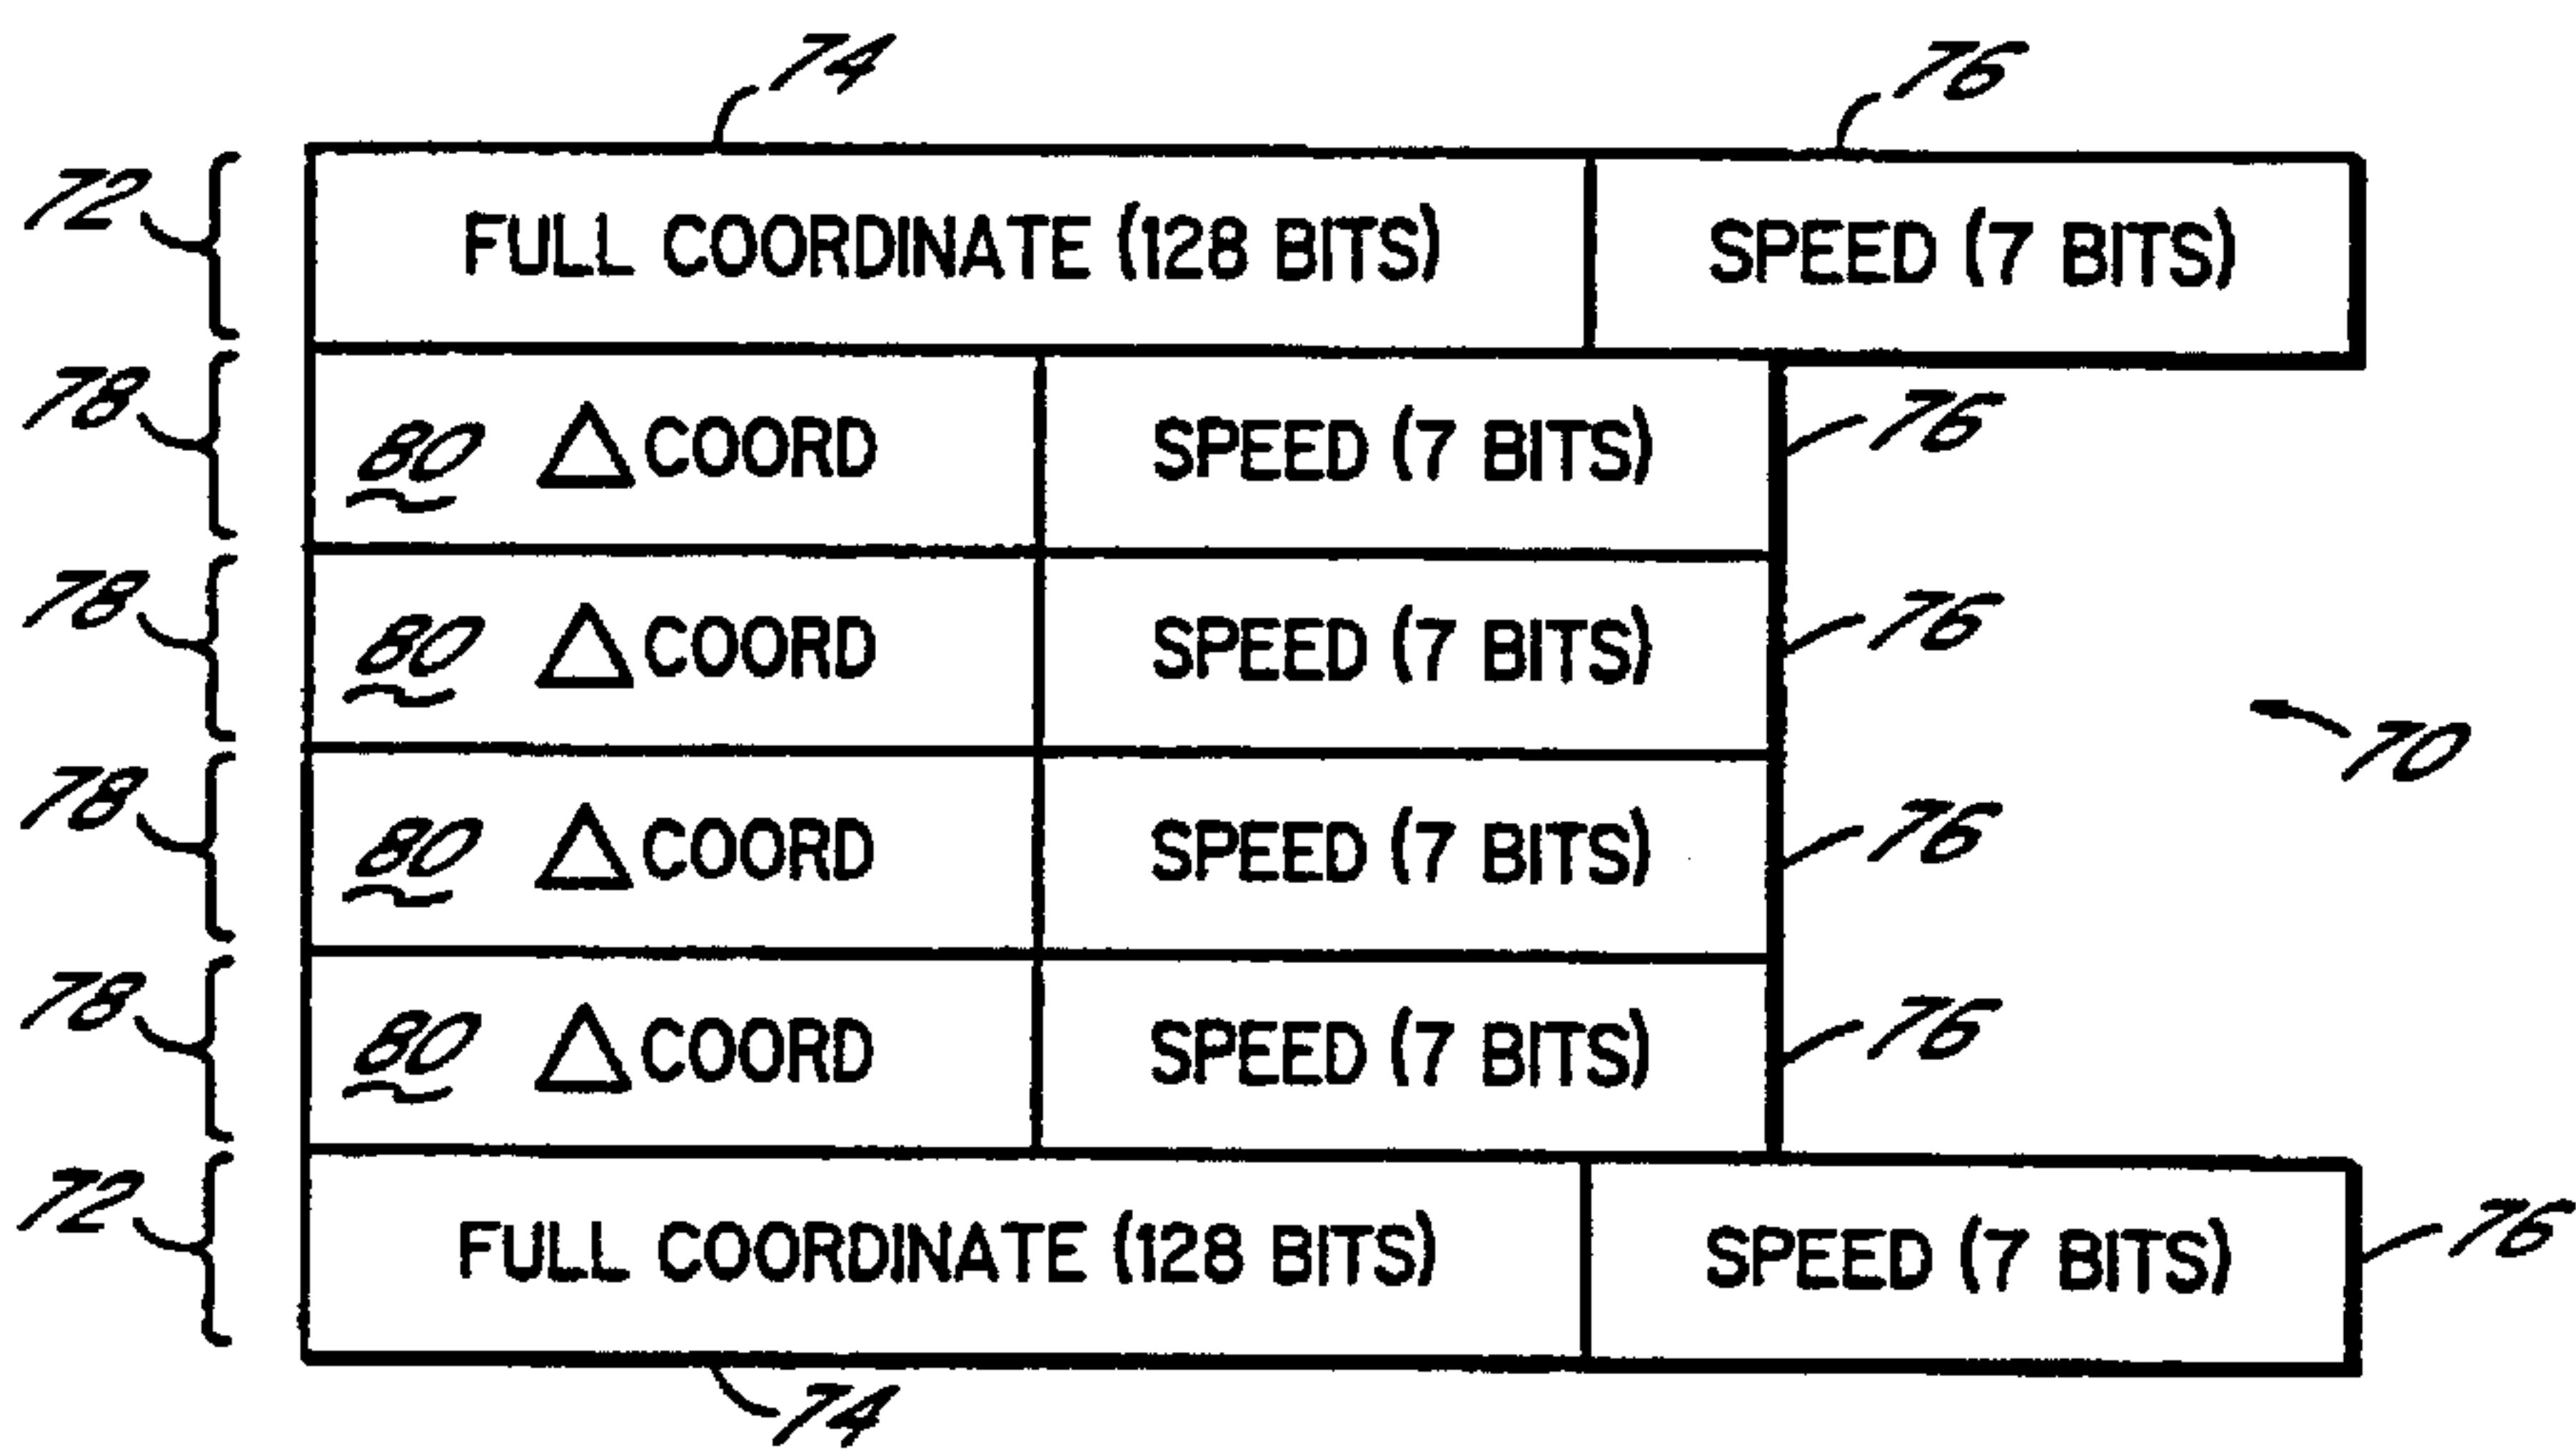 74 76
72 FULL COORDINATE (128 BITS) SPEED (7 BITS)
78 80 △COORD SPEED (7 BITS) 76
78 80 △COORD SPEED (7 BITS) 76
70
78 80 △COORD SPEED (7 BITS) 76
78 80 △COORD SPEED (7 BITS) 76
72 FULL COORDINATE (128 BITS) SPEED (7 BITS) 76
74